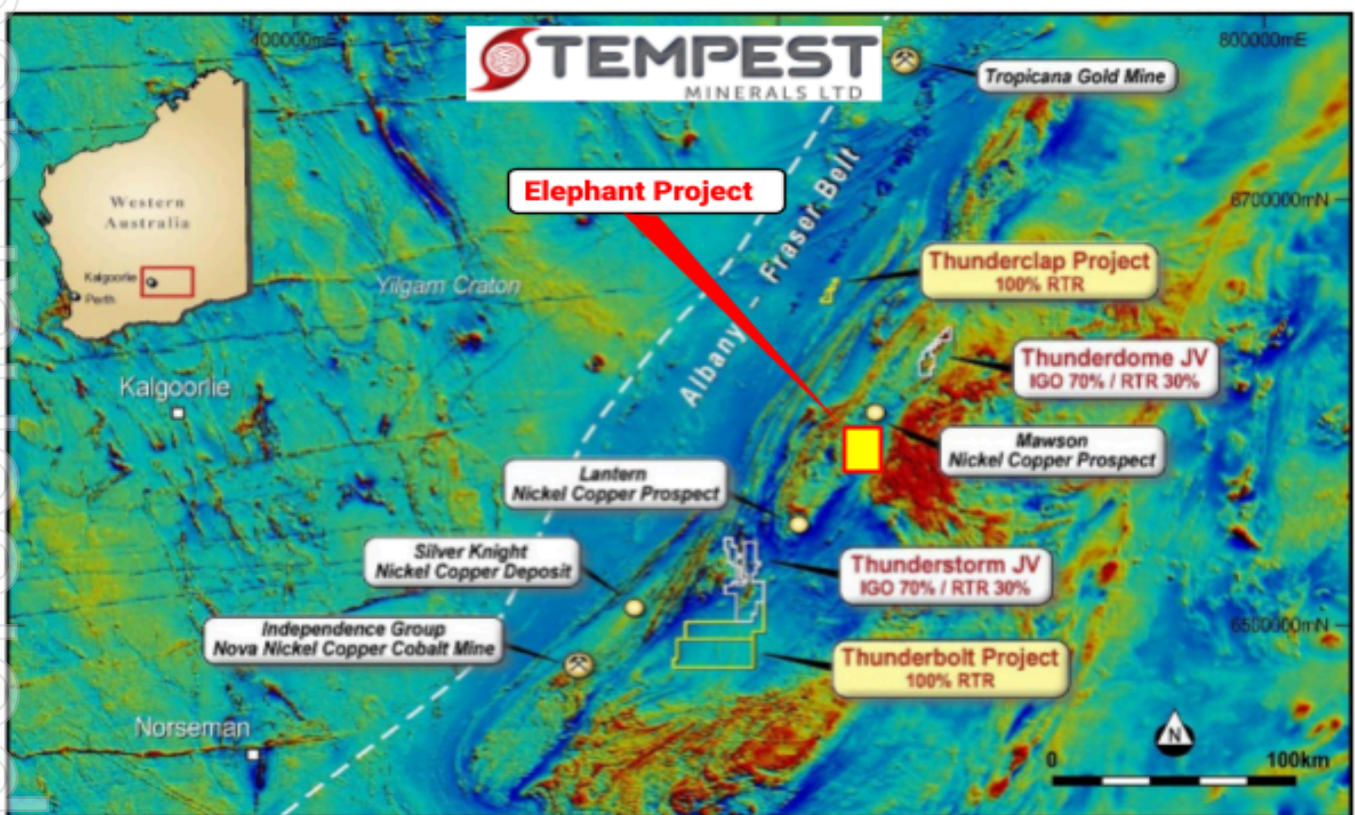 400000mE
TEMPEST
MINERALS LTD
800000mE
Tropicana Gold Mine
Elephant Project
Western
Australia
Kalgoorlie
Perth
6700000mN
Albany - Fraser Belt
Yilgarn Craton
Thunderclap Project
100% RTR
Thunderdome JV
IGO 70% / RTR 30%
Kalgoorlie
Mawson
Nickel Copper Prospect
Lantern
Nickel Copper Prospect
Silver Knight
Nickel Copper Deposit
Thunderstorm JV
IGO 70% / RTR 30%
Independence Group
Nova Nickel Copper Cobalt Mine
6500000mN
Thunderbolt Project
100% RTR
Norseman
N
0
100km